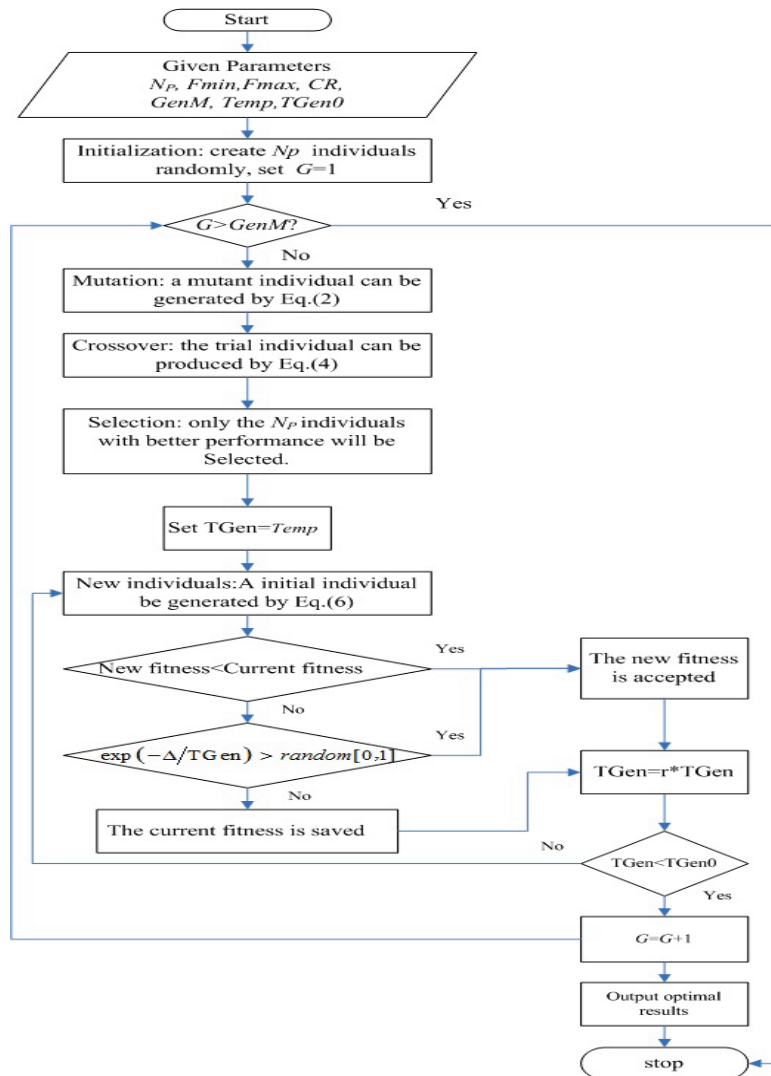 Start
Given Parameters
NP, Fmin,Fmax, CR,
GenM, Temp,TGen0
Initialization: create Np individuals
randomly, set G=1
G>GenM?
Yes
No
Mutation: a mutant individual can be
generated by Eq.(2)
Crossover: the trial individual can be
produced by Eq.(4)
Selection: only the NP individuals
with better performance will be
Selected.
Set TGen=Temp
New individuals:A initial individual
be generated by Eq.(6)
New fitness<Current fitness
Yes
No
The new fitness
is accepted
exp(−Δ/TGen) > random[0,1]
Yes
No
TGen=r*TGen
The current fitness is saved
TGen<TGen0
No
Yes
G=G+1
Output optimal
results
stop